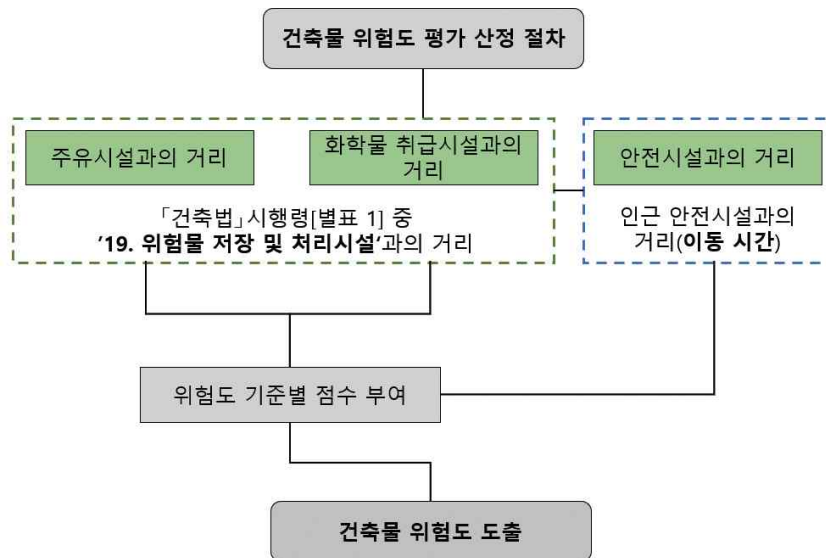 건축물 위험도 평가 산정 절차
주유시설과의 거리
화학물 취급시설과의
거리
안전시설과의 거리
「건축법」시행령[별표 1] 중
'19. 위험물 저장 및 처리시설'과의 거리
인근 안전시설과의
거리(이동 시간)
위험도 기준별 점수 부여
건축물 위험도 도출